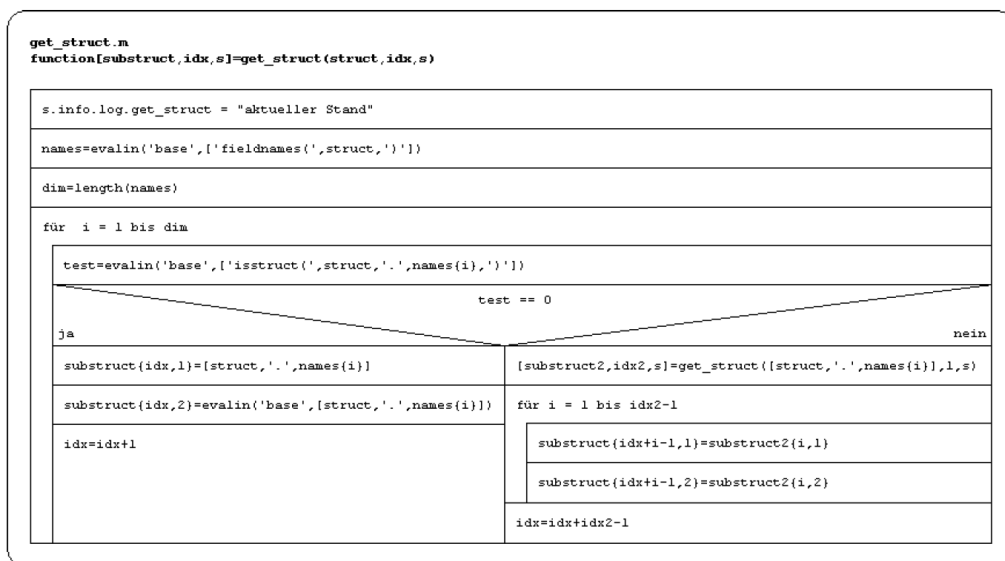 get_struct.m
function[substruct,idx,s]=get_struct(struct,idx,s)
s.info.log.get_struct = "aktueller Stand"
names=evalin('base',['fieldnames(',struct,')'])
dim=length(names)
für i = 1 bis dim
test=evalin('base',['isstruct(',struct,'.',names{i},')'])
test == 0
ja
nein
substruct{idx,1}=[struct,'.',names{i}]
substruct{idx,2}=evalin('base',[struct,'.',names{i}])
idx=idx+1
[substruct2,idx2,s]=get_struct([struct,'.',names{i}],1,s)
für i = 1 bis idx2-1
substruct{idx+i-1,1}=substruct2{i,1}
substruct{idx+i-1,2}=substruct2{i,2}
idx=idx+idx2-1